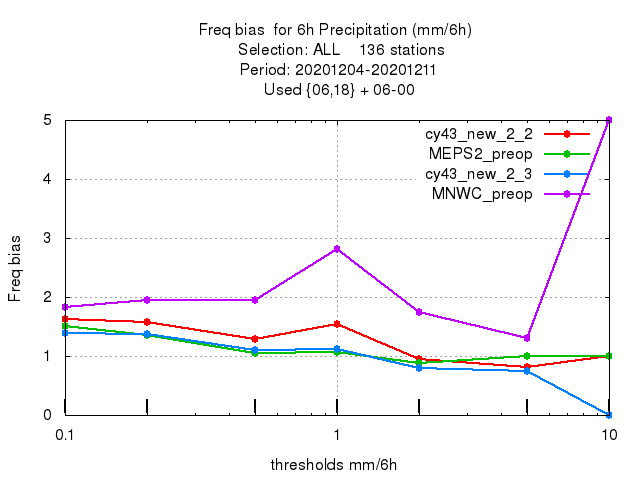 Freq bias  for 6h Precipitation (mm/6h)
Selection: ALL    136 stations
Period: 20201204-20201211
Used {06,18} + 06-00
cy43_new_2_2
MEPS2_preop
cy43_new_2_3
MNWC_preop
Freq bias
5
4
3
2
1
0
0.1 1 10
thresholds mm/6h